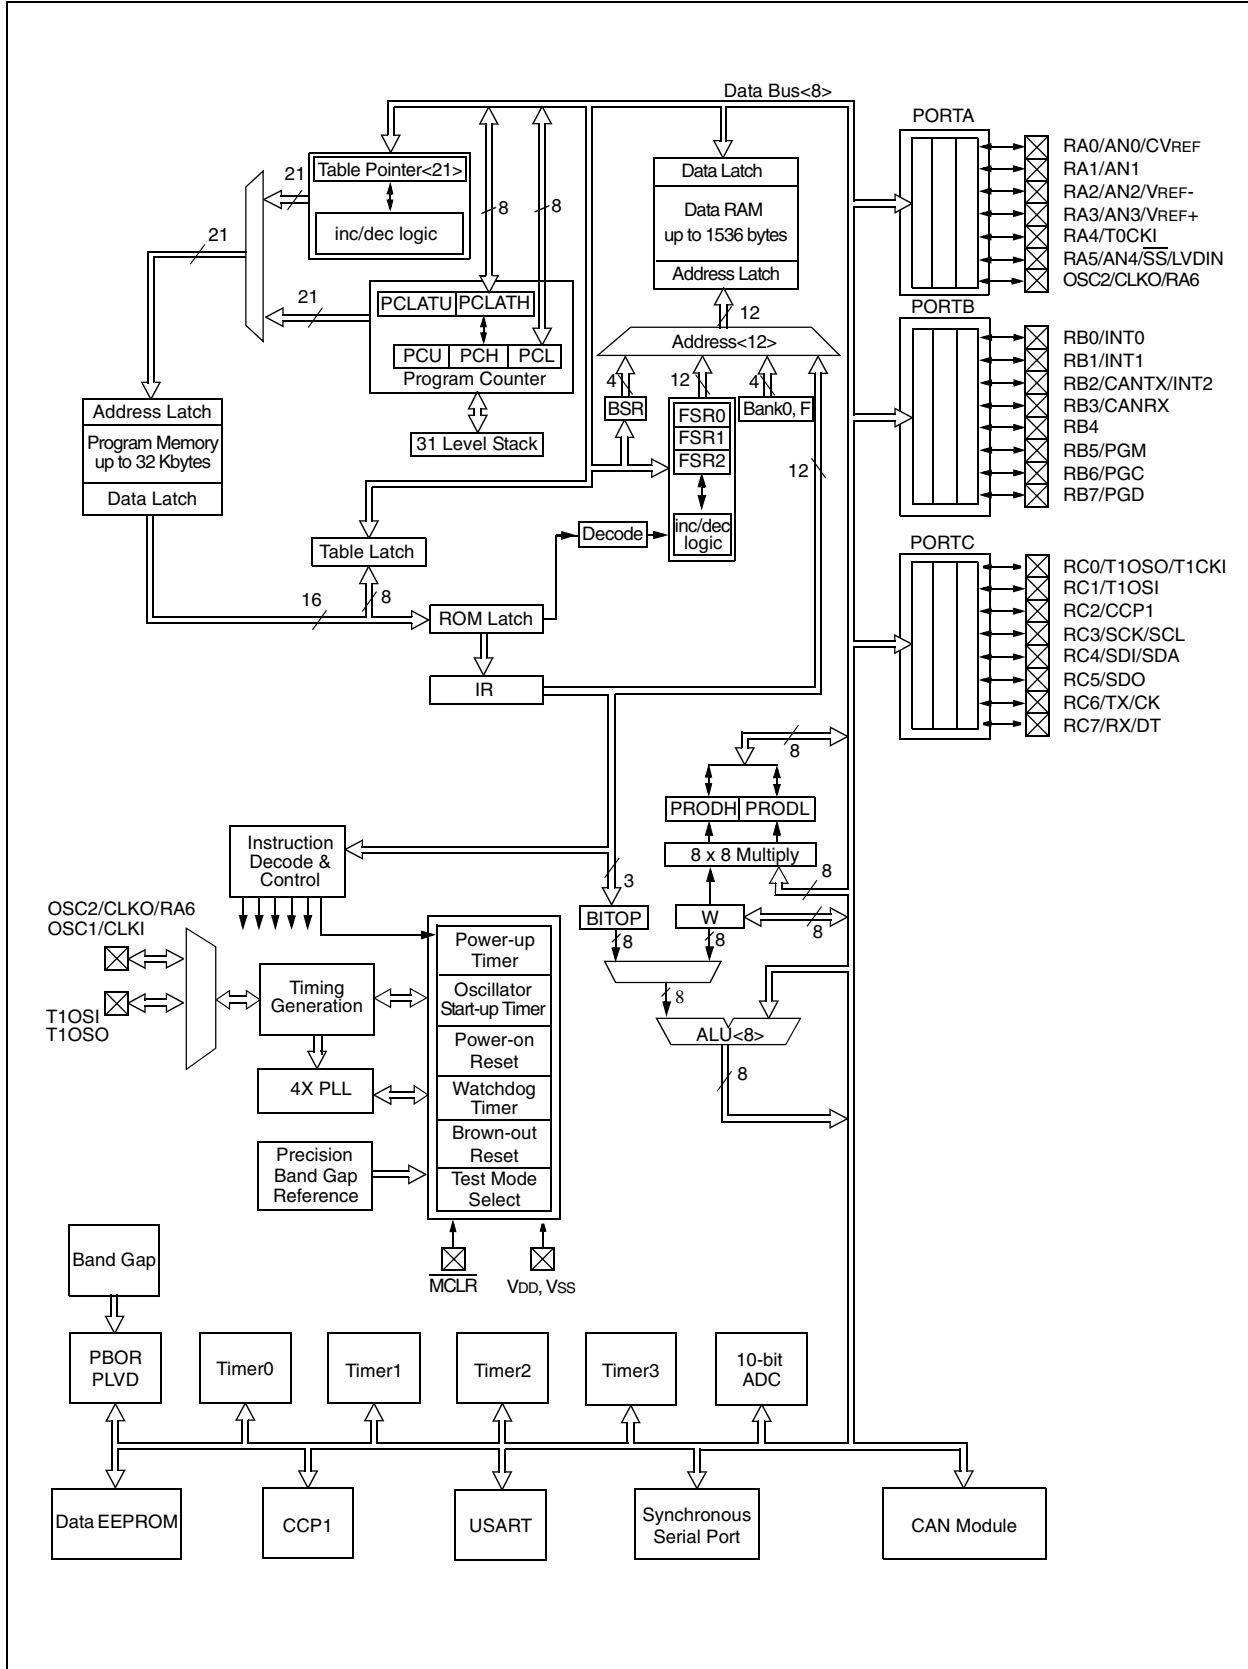 Data Bus<8>
PORTA
RA0/AN0/CVREF
RA1/AN1
RA2/AN2/VREF-
RA3/AN3/VREF+
RA4/T0CKI
RA5/AN4/SS/LVDIN
OSC2/CLKO/RA6
PORTB
RB0/INT0
RB1/INT1
RB2/CANTX/INT2
RB3/CANRX
RB4
RB5/PGM
RB6/PGC
RB7/PGD
PORTC
RC0/T1OSO/T1CKI
RC1/T1OSI
RC2/CCP1
RC3/SCK/SCL
RC4/SDI/SDA
RC5/SDO
RC6/TX/CK
RC7/RX/DT
21
Table Pointer<21>
inc/dec logic
8
8
21
21
PCLATU PCLATH
PCU PCH PCL
Program Counter
31 Level Stack
Data Latch
Data RAM
up to 1536 bytes
Address Latch
12
Address<12>
4
12
4
BSR
FSR0
FSR1
FSR2
Bank0, F
12
inc/dec
logic
Decode
Address Latch
Program Memory
up to 32 Kbytes
Data Latch
Table Latch
16
8
ROM Latch
IR
8
PRODH PRODL
8 x 8 Multiply
8
3
BITOP
W
8
8
8
8
ALU<8>
8
Instruction
Decode &
Control
OSC2/CLKO/RA6
OSC1/CLKI
T1OSI
T1OSO
Timing
Generation
4X PLL
Precision
Band Gap
Reference
Power-up
Timer
Oscillator
Start-up Timer
Power-on
Reset
Watchdog
Timer
Brown-out
Reset
Test Mode
Select
MCLR
VDD, VSS
Band Gap
PBOR
PLVD
Timer0
Timer1
Timer2
Timer3
10-bit
ADC
Data EEPROM
CCP1
USART
Synchronous
Serial Port
CAN Module